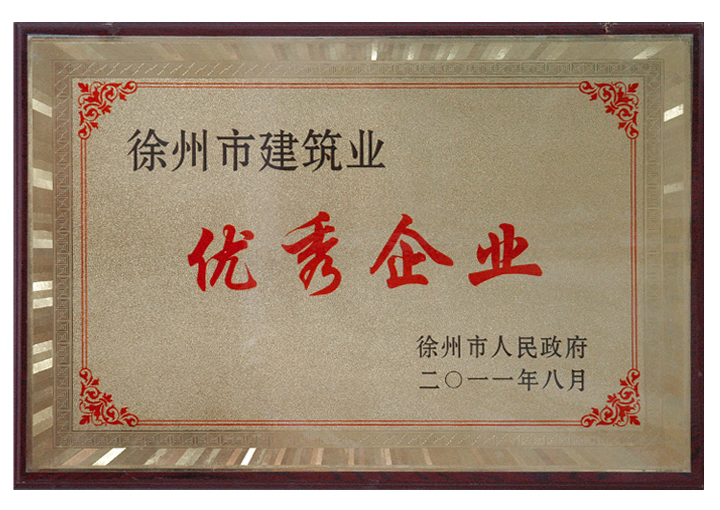 徐州市建筑业
优秀企业
徐州市人民政府
二〇一一年八月